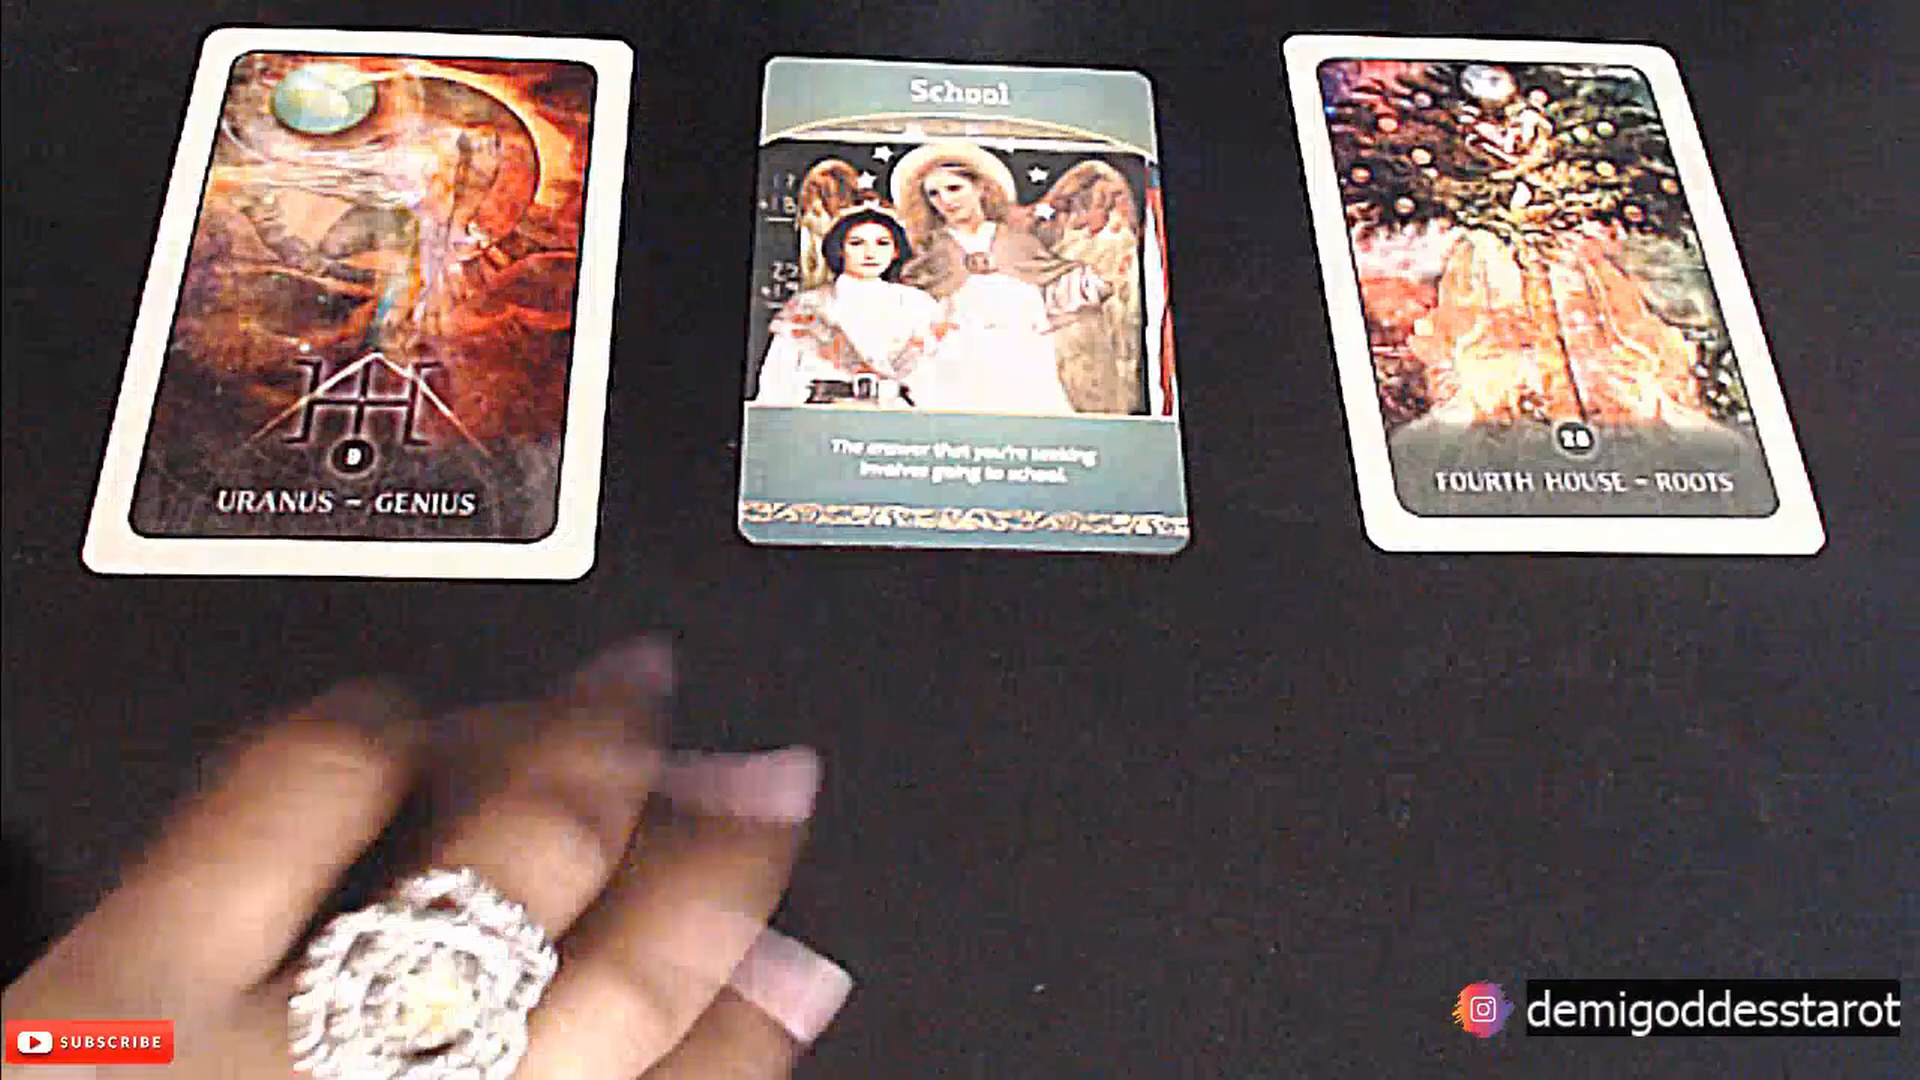 School
The answer that you're seeking
involves going to school.
9
URANUS – GENIUS
28
FOURTH HOUSE – ROOTS
SUBSCRIBE
demigoddesstarot